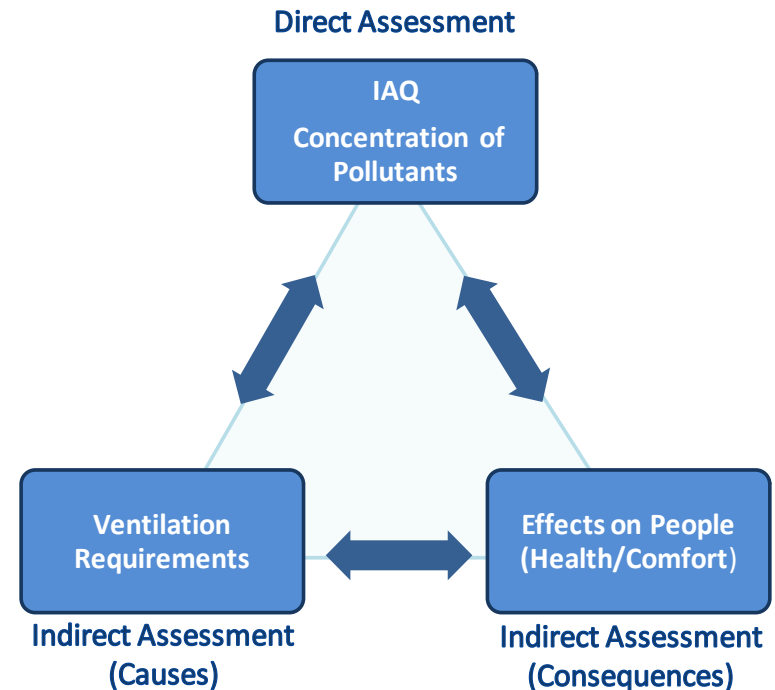 Direct Assessment
IAQ
Concentration of
Pollutants
Ventilation
Requirements
Effects on People
(Health/Comfort)
Indirect Assessment
(Causes)
Indirect Assessment
(Consequences)